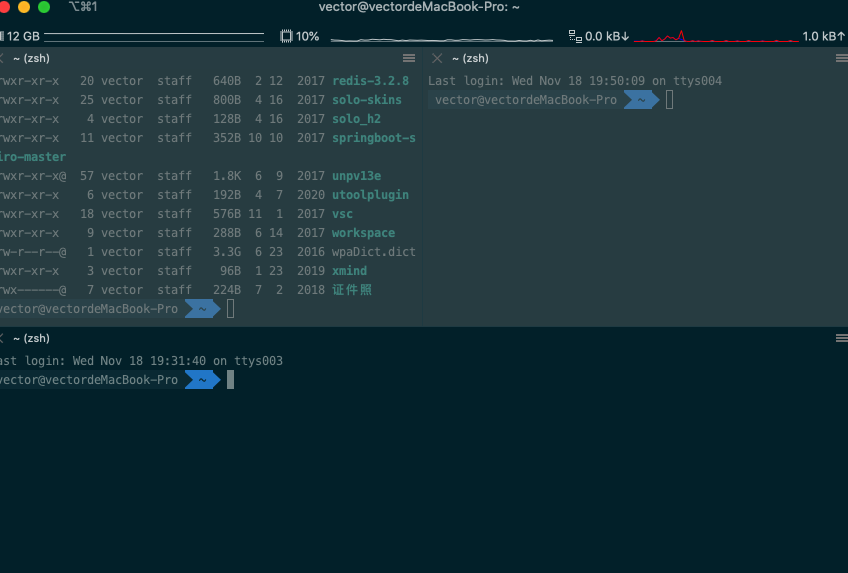 ⌥⌘1
vector@vectordeMacBook-Pro: ~
12 GB
10%
0.0 kB↓
1.0 kB↑
~ (zsh)
rwxr-xr-x 20 vector staff 640B 2 12 2017 redis-3.2.8
rwxr-xr-x 25 vector staff 800B 4 16 2017 solo-skins
rwxr-xr-x 4 vector staff 128B 4 16 2017 solo_h2
rwxr-xr-x 11 vector staff 352B 10 10 2017 springboot-s
iro-master
rwxr-xr-x@ 57 vector staff 1.8K 6 9 2017 unpv13e
rwxr-xr-x 6 vector staff 192B 4 7 2020 utoolplugin
rwxr-xr-x 18 vector staff 576B 11 1 2017 vsc
rwxr-xr-x 9 vector staff 288B 6 14 2017 workspace
rw-r--r--@ 1 vector staff 3.3G 6 23 2016 wpaDict.dict
rwxr-xr-x 3 vector staff 96B 1 23 2019 xmind
rwx------@ 7 vector staff 224B 7 2 2018 证件照
vector@vectordeMacBook-Pro ~
~ (zsh)
Last login: Wed Nov 18 19:50:09 on ttys004
vector@vectordeMacBook-Pro ~
~ (zsh)
ast login: Wed Nov 18 19:31:40 on ttys003
vector@vectordeMacBook-Pro ~